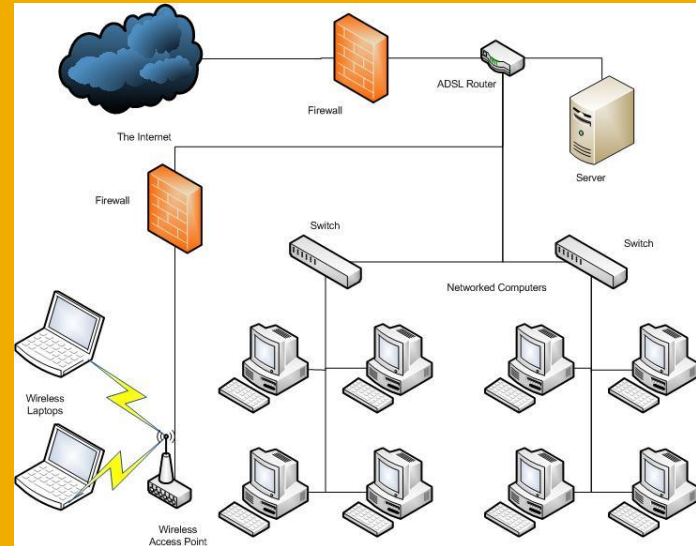 ADSL Router
Firewall
The Internet
Server
Firewall
Switch
Switch
Networked Computers
Wireless
Laptops
Wireless
Access Point